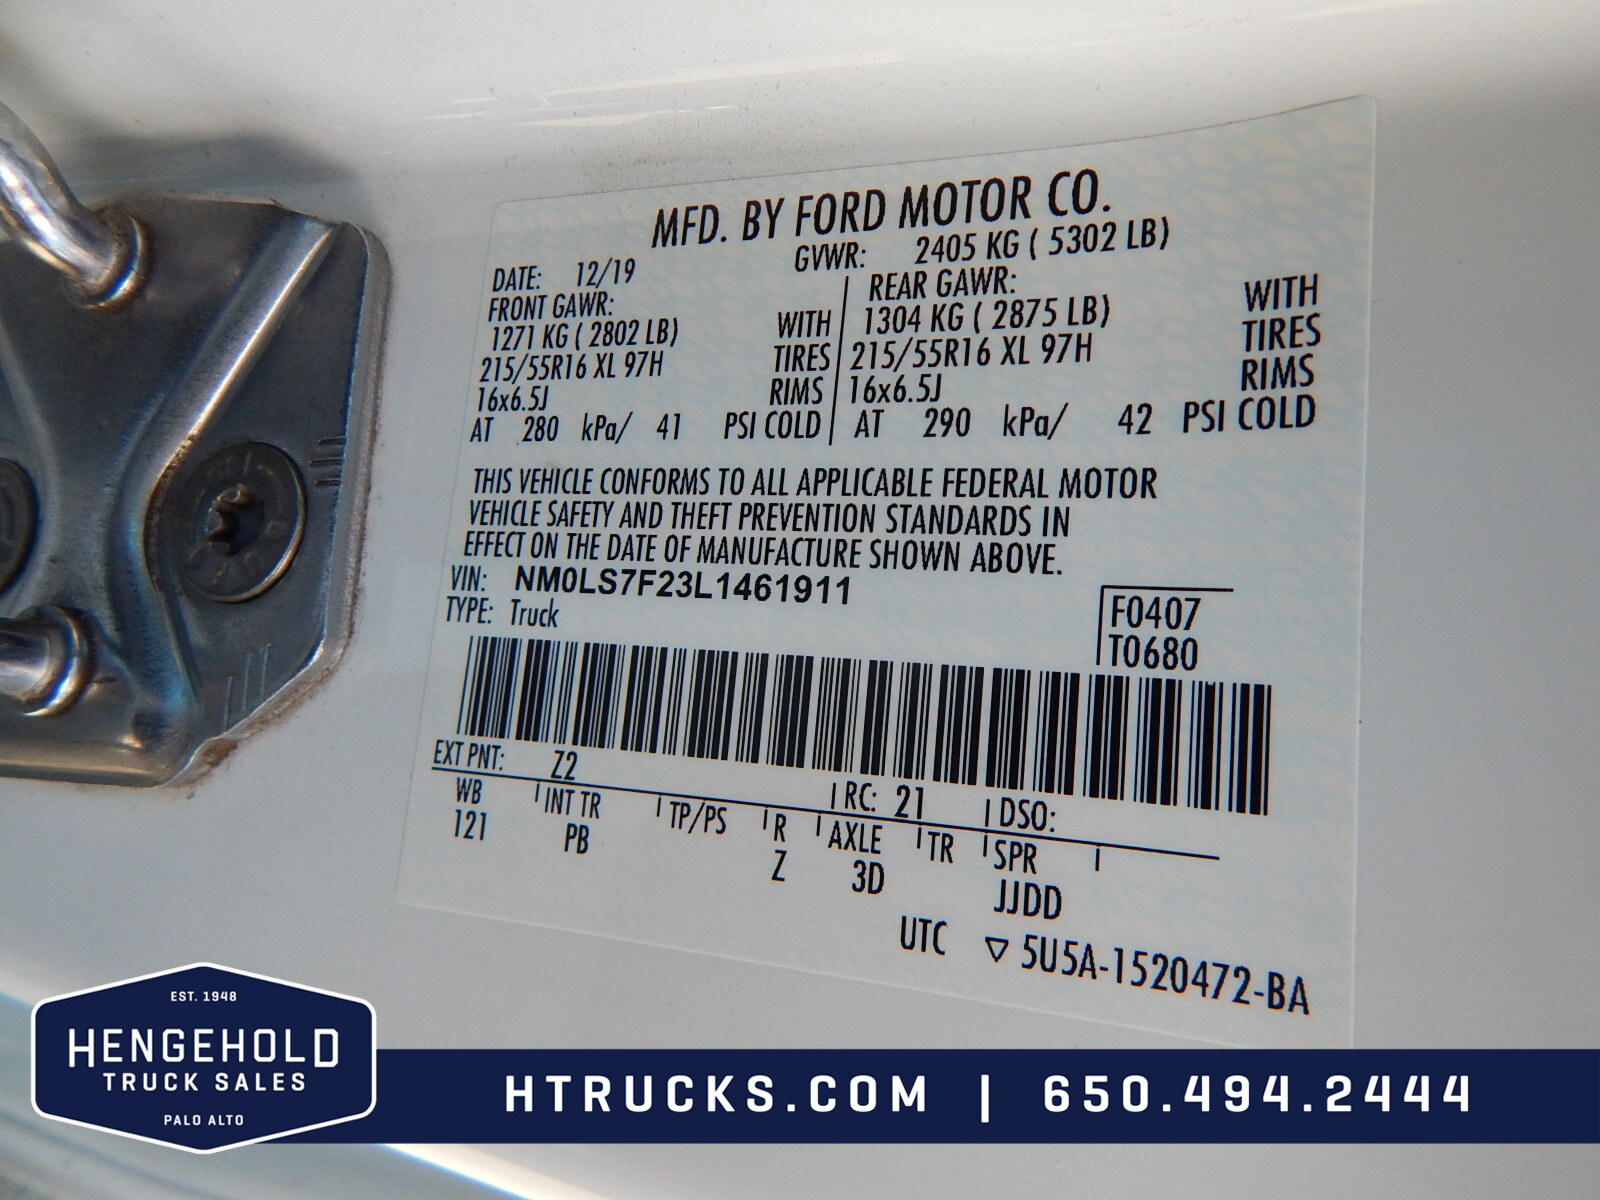 MFD. BY FORD MOTOR CO.
DATE: 12/19 GVWR: 2405 KG ( 5302 LB)
FRONT GAWR: REAR GAWR:
1271 KG ( 2802 LB) WITH 1304 KG ( 2875 LB) WITH
215/55R16 XL 97H TIRES 215/55R16 XL 97H TIRES
16x6.5J RIMS 16x6.5J RIMS
AT 280 kPa/ 41 PSI COLD AT 290 kPa/ 42 PSI COLD
THIS VEHICLE CONFORMS TO ALL APPLICABLE FEDERAL MOTOR
VEHICLE SAFETY AND THEFT PREVENTION STANDARDS IN
EFFECT ON THE DATE OF MANUFACTURE SHOWN ABOVE.
VIN: NM0LS7F23L1461911
TYPE: Truck
F0407
T0680
EXT PNT: Z2 RC: 21 DSO:
WB INT TR TP/PS R AXLE TR SPR
121 PB Z 3D JJDD
UTC ▽ 5U5A-1520472-BA
EST. 1948
HENGEHOLD
TRUCK SALES
PALO ALTO
HTRUCKS.COM | 650.494.2444